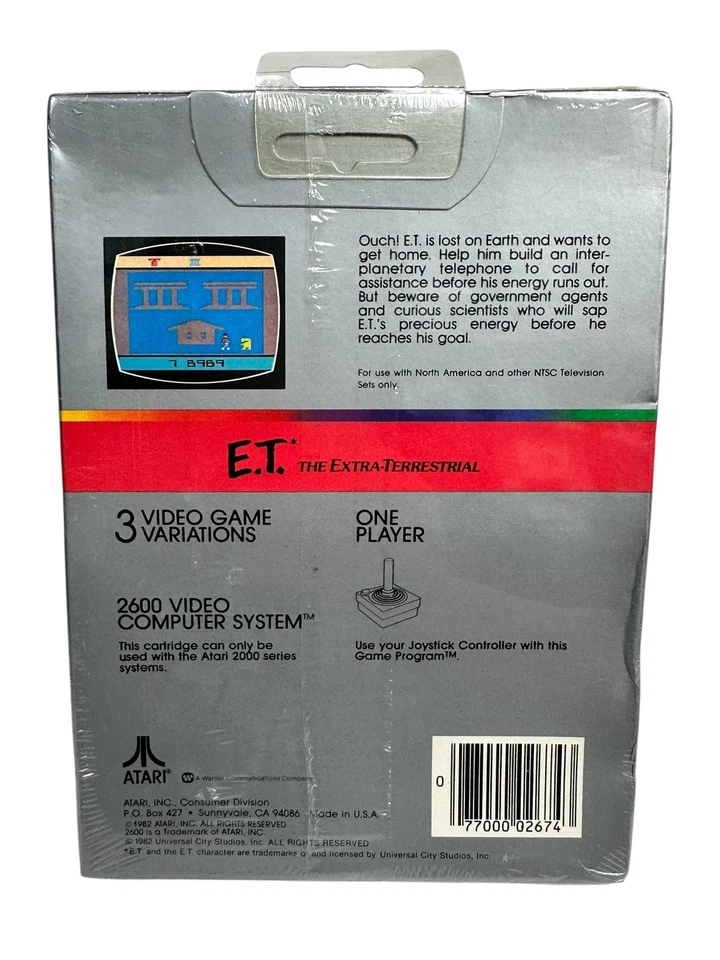 Ouch! E.T. is lost on Earth and wants to
get home. Help him build an inter-
planetary telephone to call for
assistance before his energy runs out.
But beware of government agents
and curious scientists who will sap
E.T.'s precious energy before he
reaches his goal.
For use with North America and other NTSC Television
Sets only.
7 8989
E.T.* THE EXTRA-TERRESTRIAL
3 VIDEO GAME
VARIATIONS
ONE
PLAYER
2600 VIDEO
COMPUTER SYSTEM™
This cartridge can only be
used with the Atari 2000 series
systems.
Use your Joystick Controller with this
Game Program™.
ATARI®
W A Warner Communications Company
ATARI, INC., Consumer Division
P.O. Box 427 • Sunnyvale, CA 94086 Made in U.S.A.
© 1982 ATARI, INC. ALL RIGHTS RESERVED
2600 is a Trademark of ATARI, INC.
© 1982 Universal City Studios, Inc. ALL RIGHTS RESERVED
*E.T. and the E.T. character are trademarks of and licensed by Universal City Studios, Inc.
0 77000 02674